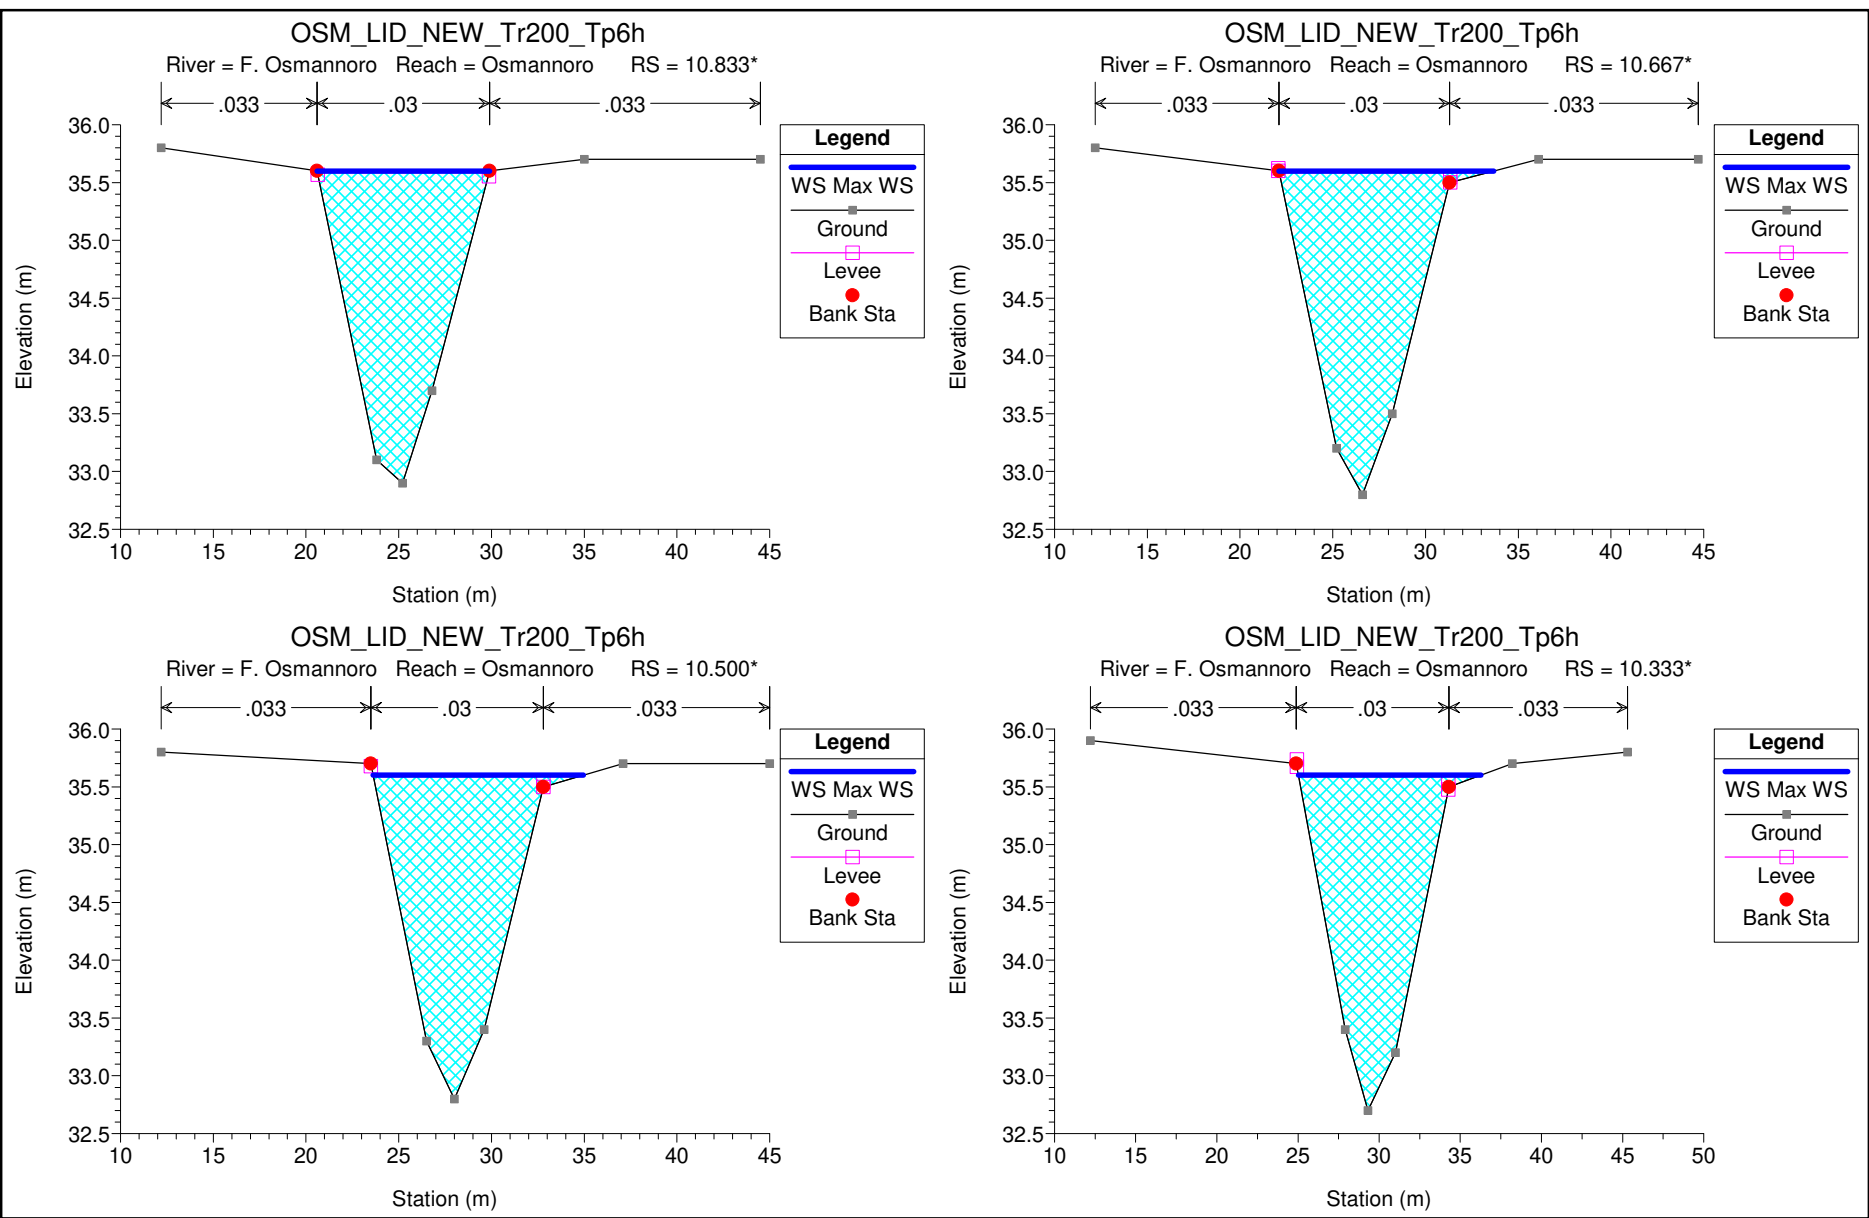 OSM_LID_NEW_Tr200_Tp6h
River = F. Osmannoro Reach = Osmannoro RS = 10.833*
.033 .03 .033
36.0
35.5
35.0
34.5
34.0
33.5
33.0
32.5
10 15 20 25 30 35 40 45
Station (m)
Elevation (m)
Legend
WS Max WS
Ground
Levee
Bank Sta
OSM_LID_NEW_Tr200_Tp6h
River = F. Osmannoro Reach = Osmannoro RS = 10.667*
.033 .03 .033
36.0
35.5
35.0
34.5
34.0
33.5
33.0
32.5
10 15 20 25 30 35 40 45
Station (m)
Elevation (m)
Legend
WS Max WS
Ground
Levee
Bank Sta
OSM_LID_NEW_Tr200_Tp6h
River = F. Osmannoro Reach = Osmannoro RS = 10.500*
.033 .03 .033
36.0
35.5
35.0
34.5
34.0
33.5
33.0
32.5
10 15 20 25 30 35 40 45
Station (m)
Elevation (m)
Legend
WS Max WS
Ground
Levee
Bank Sta
OSM_LID_NEW_Tr200_Tp6h
River = F. Osmannoro Reach = Osmannoro RS = 10.333*
.033 .03 .033
36.0
35.5
35.0
34.5
34.0
33.5
33.0
32.5
10 15 20 25 30 35 40 45 50
Station (m)
Elevation (m)
Legend
WS Max WS
Ground
Levee
Bank Sta